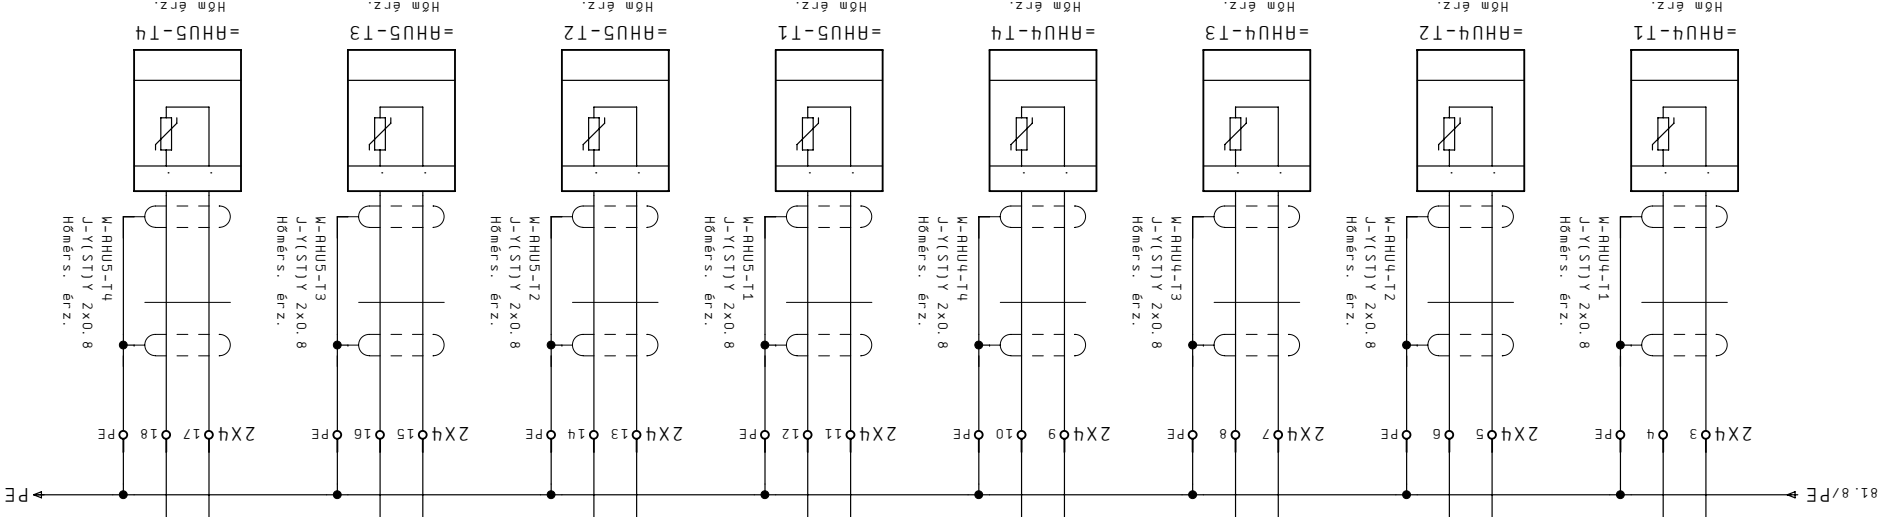 81.8/PE
PE
2X4 3 4 PE
2X4 5 6 PE
2X4 7 8 PE
2X4 9 10 PE
2X4 11 12 PE
2X4 13 14 PE
2X4 15 16 PE
2X4 17 18 PE
W-AHU4-T1
J-Y(ST)Y 2x0.8
Hőmérs. érz.
W-AHU4-T2
J-Y(ST)Y 2x0.8
Hőmérs. érz.
W-AHU4-T3
J-Y(ST)Y 2x0.8
Hőmérs. érz.
W-AHU4-T4
J-Y(ST)Y 2x0.8
Hőmérs. érz.
W-AHU5-T1
J-Y(ST)Y 2x0.8
Hőmérs. érz.
W-AHU5-T2
J-Y(ST)Y 2x0.8
Hőmérs. érz.
W-AHU5-T3
J-Y(ST)Y 2x0.8
Hőmérs. érz.
W-AHU5-T4
J-Y(ST)Y 2x0.8
Hőmérs. érz.
=AHU4-T1
Hőm érz.
=AHU4-T2
Hőm érz.
=AHU4-T3
Hőm érz.
=AHU4-T4
Hőm érz.
=AHU5-T1
Hőm érz.
=AHU5-T2
Hőm érz.
=AHU5-T3
Hőm érz.
=AHU5-T4
Hőm érz.